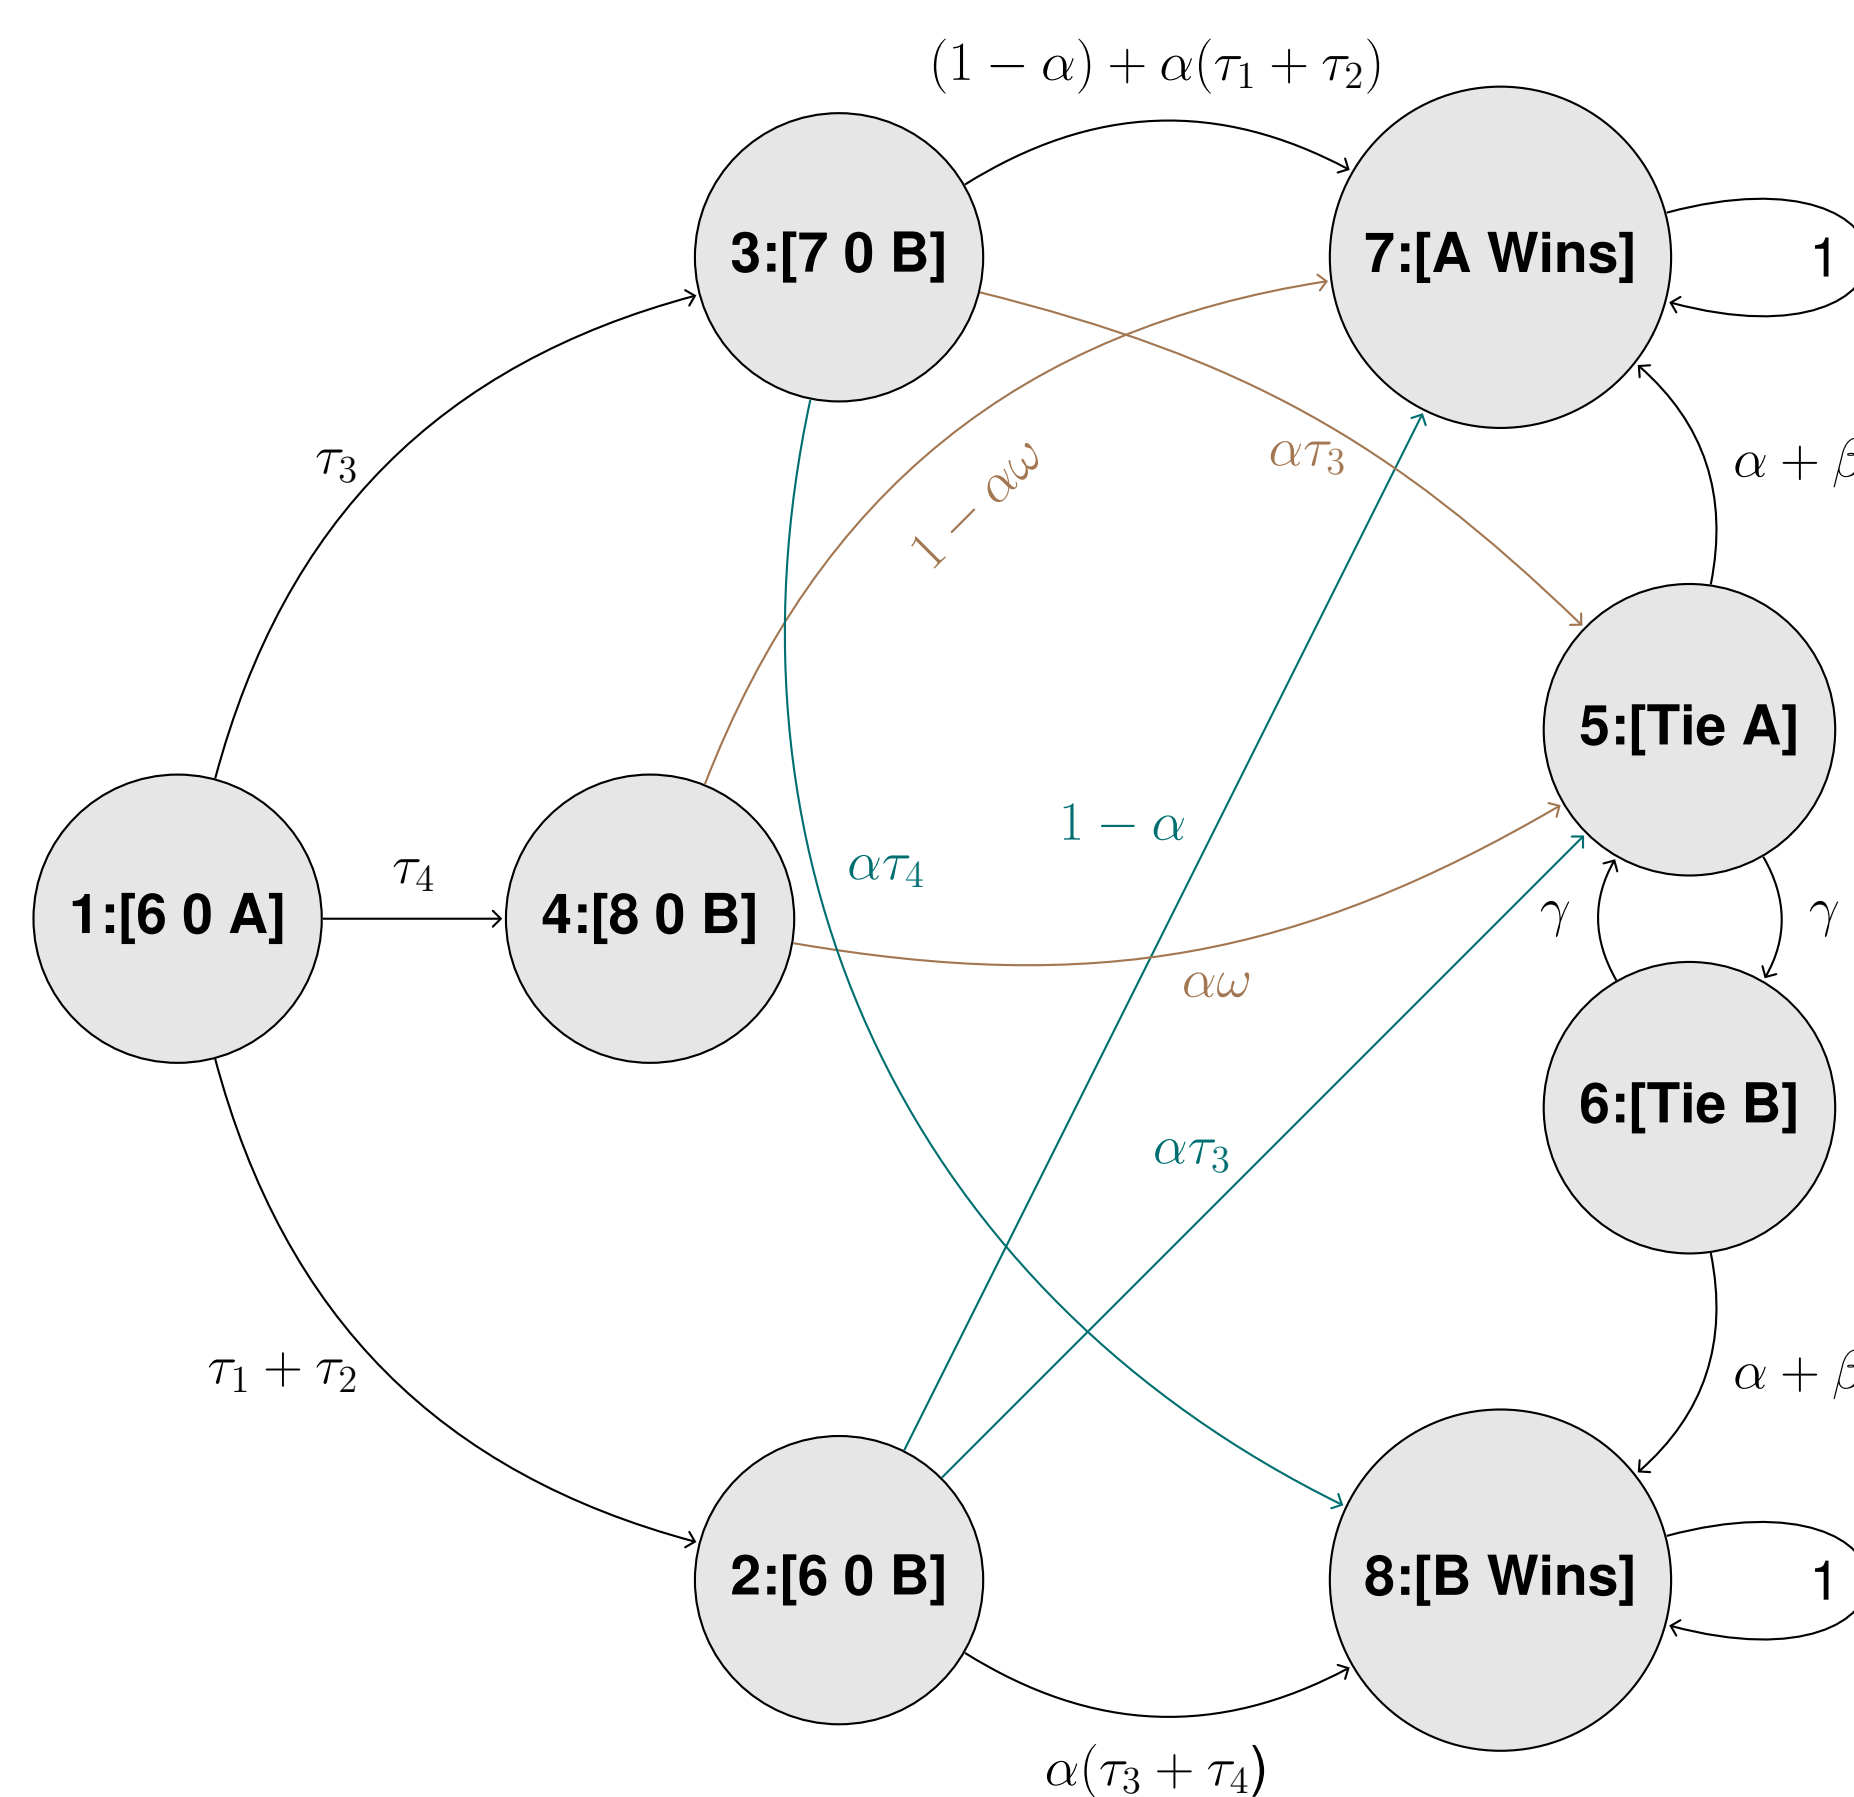 (1 − α) + α(τ₁ + τ₂)
3:[7 0 B]
7:[A Wins]
1
τ₃
1 − αω
ατ₃
α + β
5:[Tie A]
1 − α
ατ₄
τ₄
1:[6 0 A]
4:[8 0 B]
γ
γ
αω
6:[Tie B]
ατ₃
τ₁ + τ₂
α + β
2:[6 0 B]
8:[B Wins]
1
α(τ₃ + τ₄)